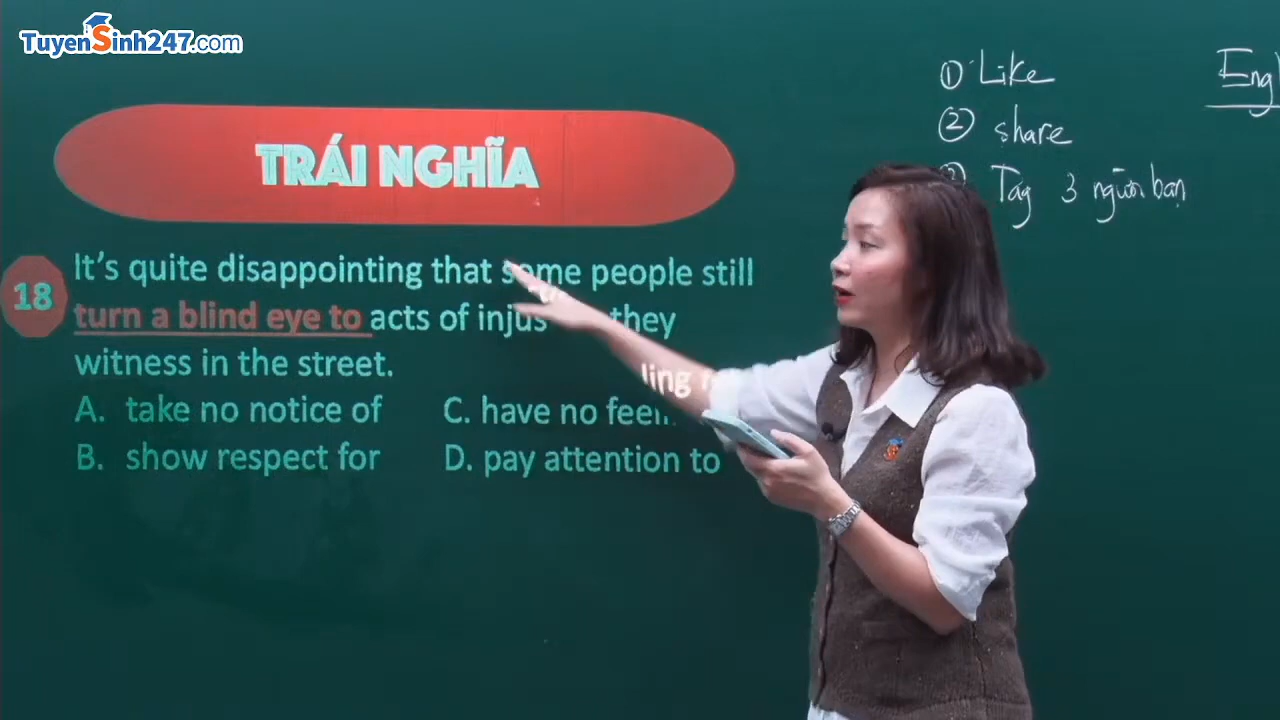 TuyenSinh247.com
① Like
Eng
② share
Tag 3 người bạn
TRÁI NGHĨA
18
It's quite disappointing that some people still
turn a blind eye to acts of they
witness in the street.
A. take no notice of
C. have no
B. show respect for
D. pay attention to